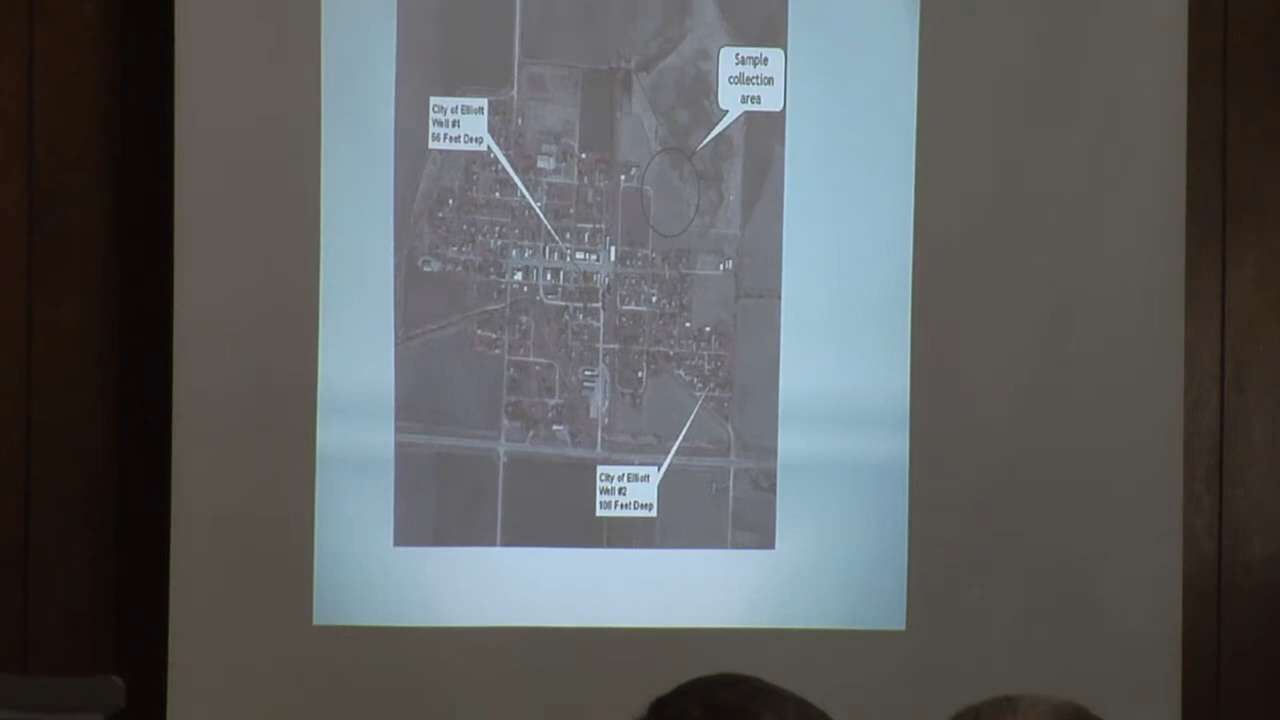 Sample
collection
area
City of Elliott
Well #1
56 Feet Deep
City of Elliott
Well #2
108 Feet Deep